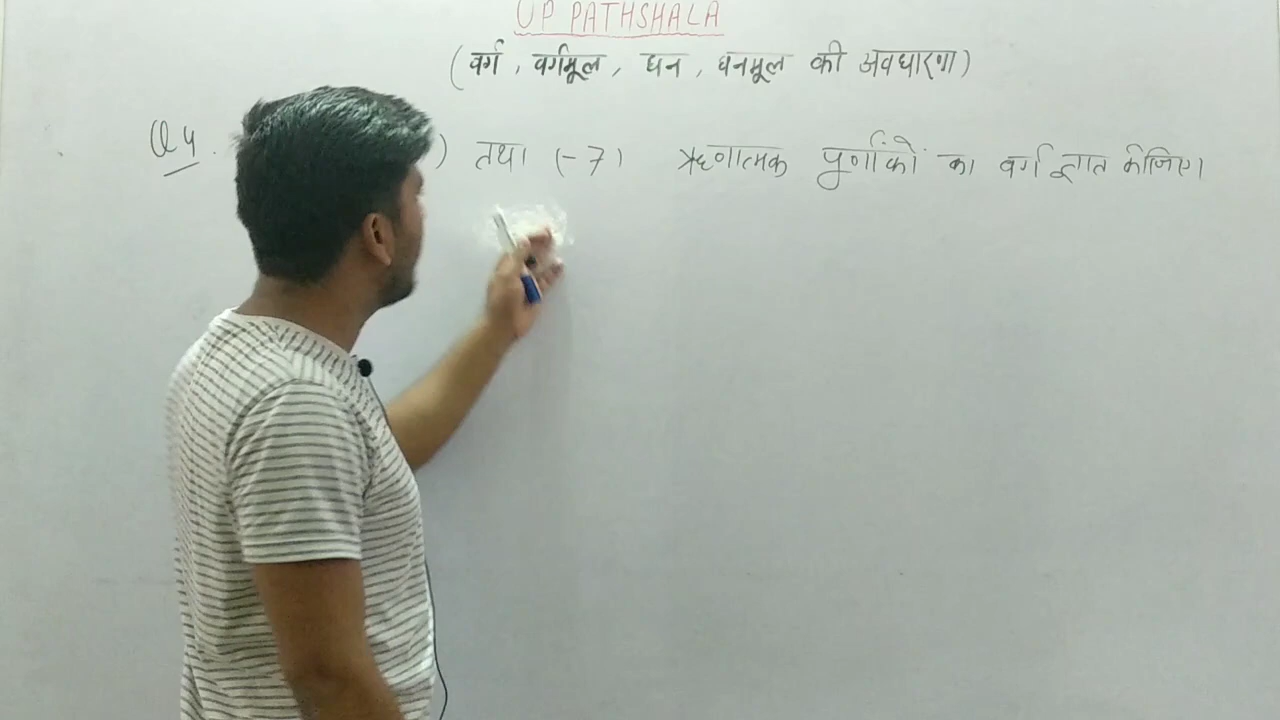 UP PATHSHALA
(वर्ग, वर्गमूल, घन, घनमूल की अवधारणा)
Q 4. ) तथा (-7) ऋणात्मक पूर्णांकों का वर्ग ज्ञात कीजिए।